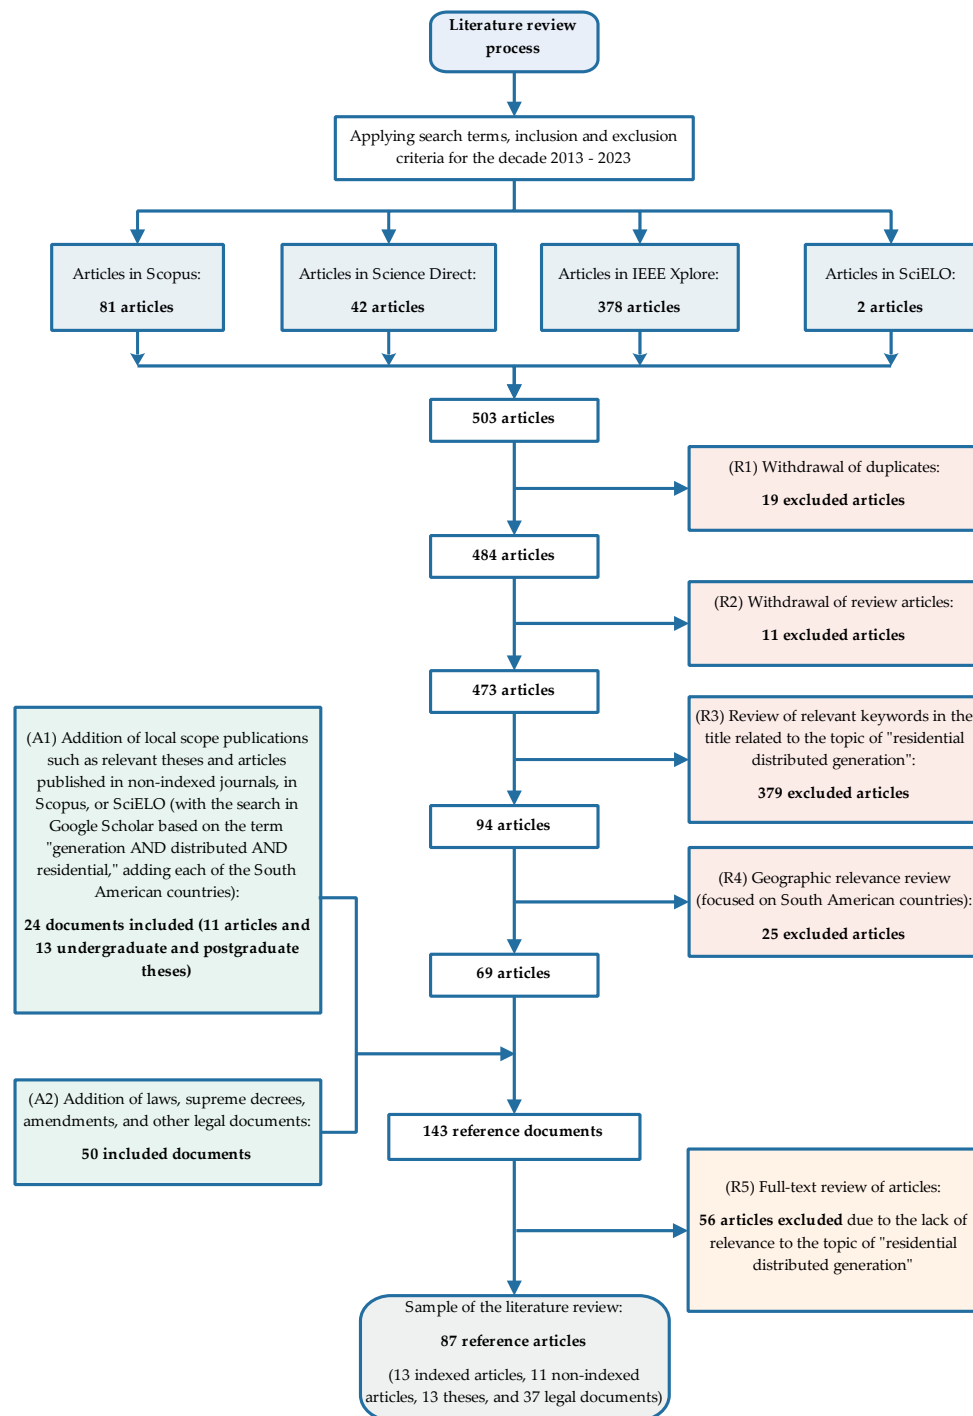 Literature review
process
Applying search terms, inclusion and exclusion
criteria for the decade 2013 - 2023
Articles in Scopus:
81 articles
Articles in Science Direct:
42 articles
Articles in IEEE Xplore:
378 articles
Articles in SciELO:
2 articles
503 articles
(R1) Withdrawal of duplicates:
19 excluded articles
484 articles
(R2) Withdrawal of review articles:
11 excluded articles
473 articles
(R3) Review of relevant keywords in the
title related to the topic of "residential
distributed generation":
379 excluded articles
94 articles
(R4) Geographic relevance review
(focused on South American countries):
25 excluded articles
69 articles
(A1) Addition of local scope publications
such as relevant theses and articles
published in non-indexed journals, in
Scopus, or SciELO (with the search in
Google Scholar based on the term
"generation AND distributed AND
residential," adding each of the South
American countries):
24 documents included (11 articles and
13 undergraduate and postgraduate
theses)
(A2) Addition of laws, supreme decrees,
amendments, and other legal documents:
50 included documents
143 reference documents
(R5) Full-text review of articles:
56 articles excluded due to the lack of
relevance to the topic of "residential
distributed generation"
Sample of the literature review:
87 reference articles
(13 indexed articles, 11 non-indexed
articles, 13 theses, and 37 legal documents)